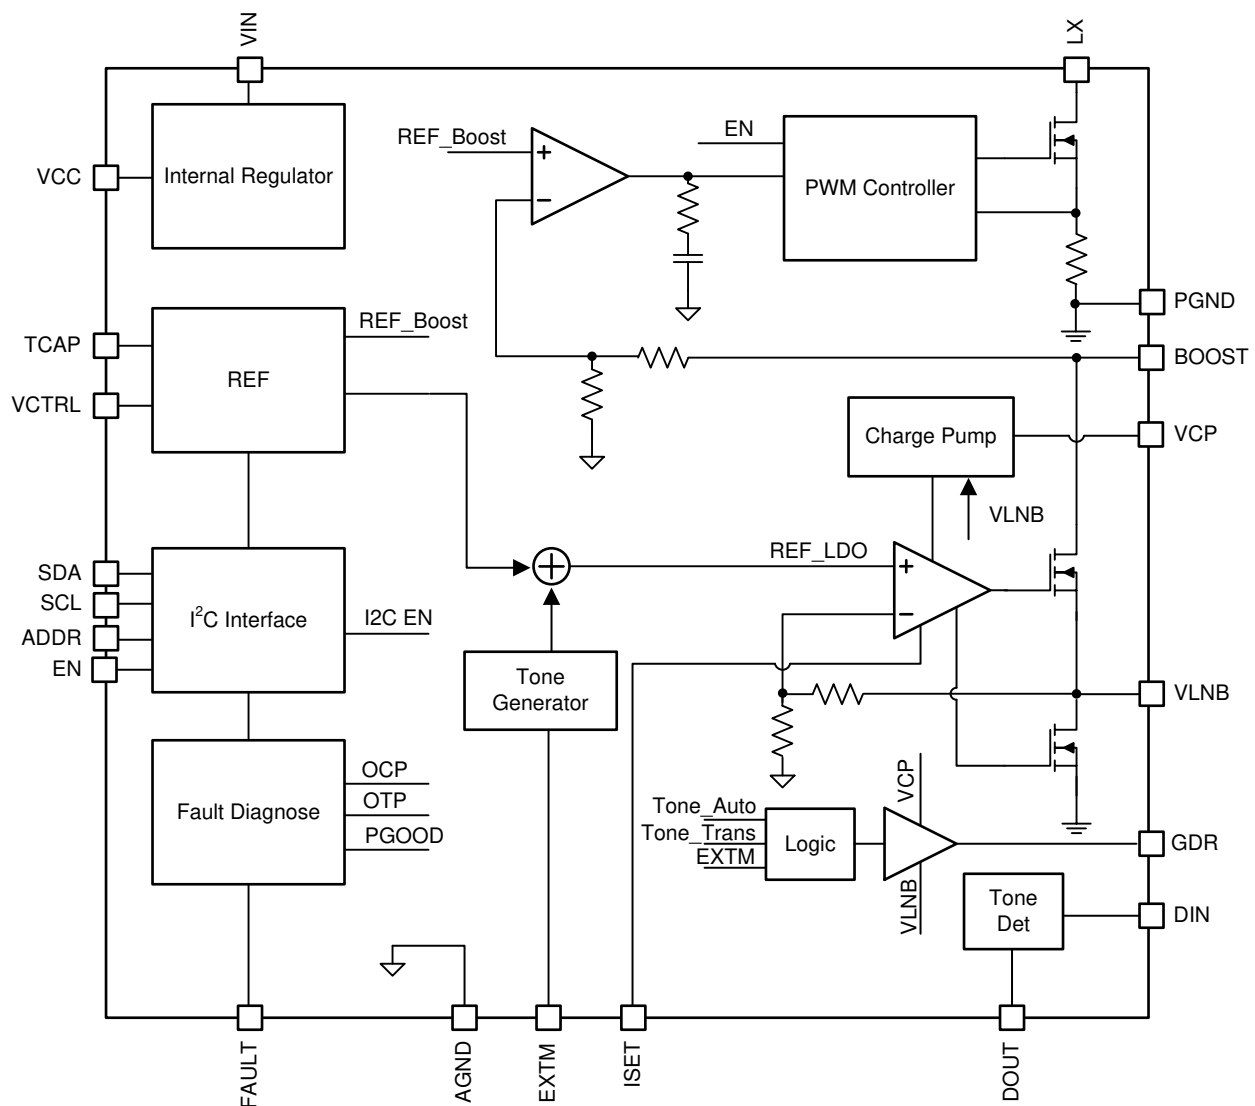 VIN
LX
Internal Regulator
VCC
REF_Boost
+
−
EN
PWM Controller
PGND
BOOST
TCAP
VCTRL
REF
REF_Boost
Charge Pump
VCP
VLNB
REF_LDO
+
−
SDA
SCL
ADDR
EN
I²C Interface
I2C EN
Tone
Generator
VLNB
Fault Diagnose
OCP
OTP
PGOOD
Tone_Auto
Tone_Trans
EXTM
Logic
VCP
VLNB
GDR
Tone
Det
DIN
FAULT
AGND
EXTM
ISET
DOUT